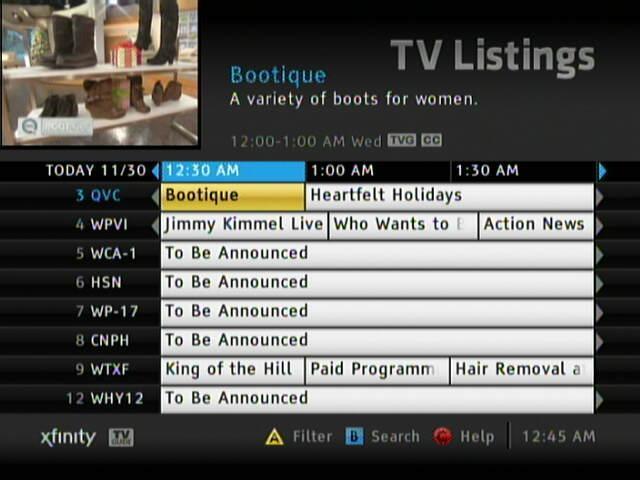 TV Listings
Bootique
A variety of boots for women.
12:00-1:00 AM Wed TVG CC
TODAY 11/30 12:30 AM 1:00 AM 1:30 AM
3 QVC Bootique Heartfelt Holidays
4 WPVI Jimmy Kimmel Live Who Wants to Action News
5 WCA-1 To Be Announced
6 HSN To Be Announced
7 WP-17 To Be Announced
8 CNPH To Be Announced
9 WTXF King of the Hill Paid Programm Hair Removal a
12 WHY12 To Be Announced
xfinity TV GUIDE A Filter B Search C Help 12:45 AM